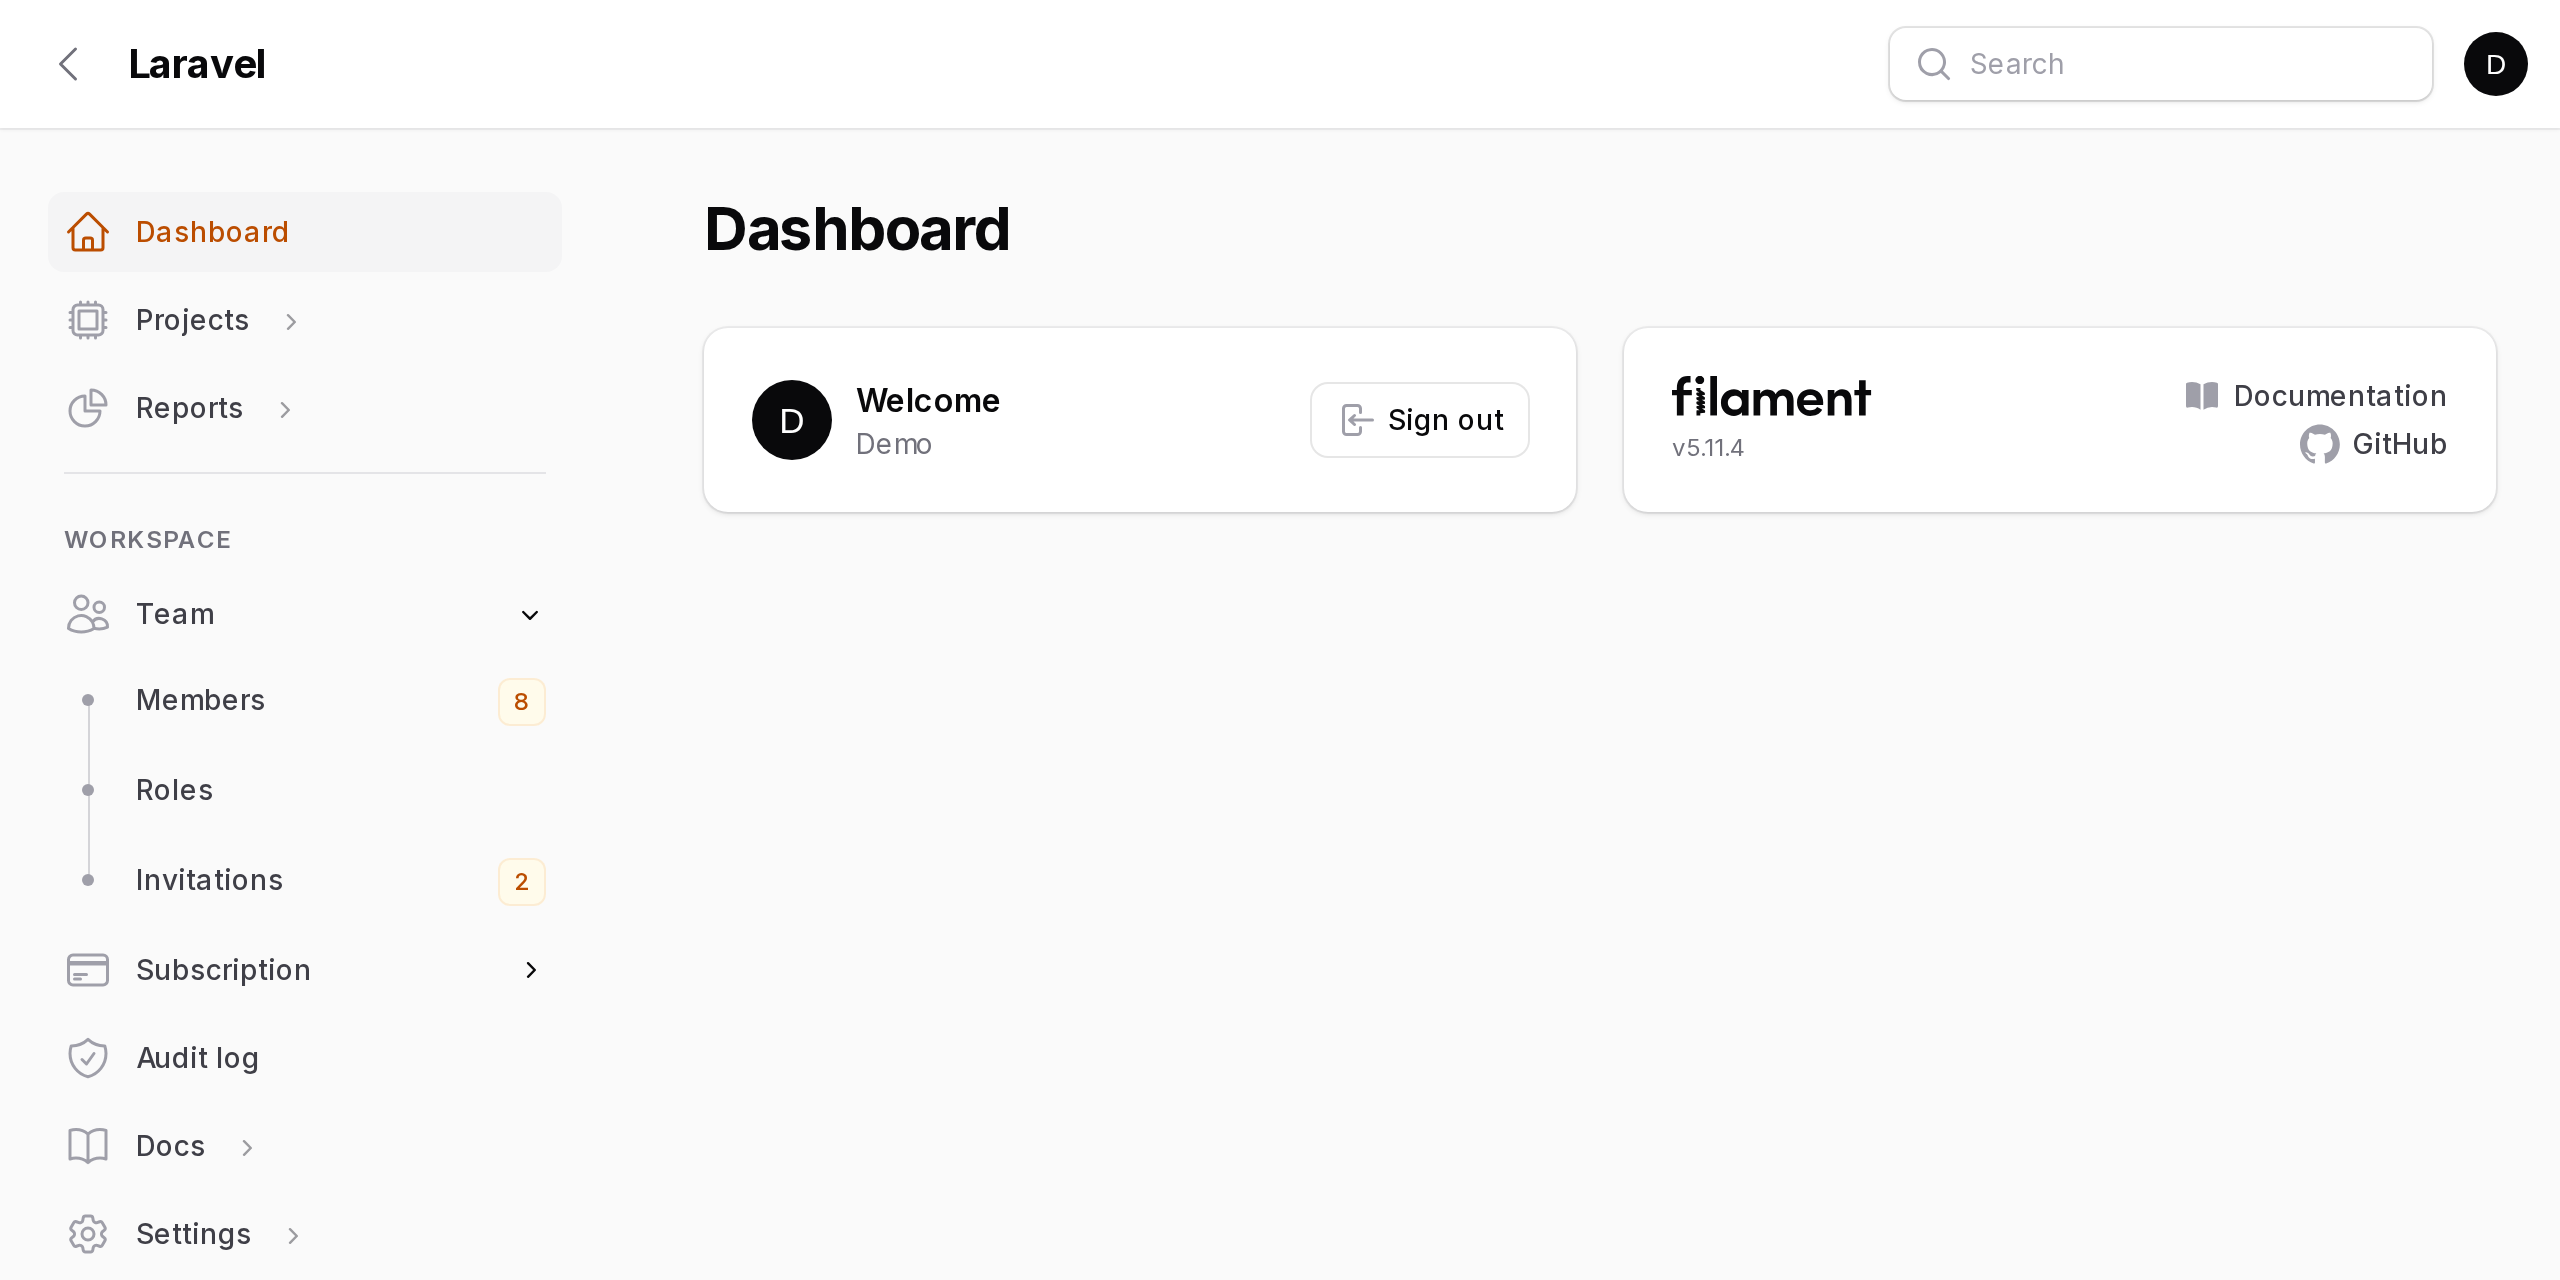 Laravel
Search
D
Dashboard
Projects
Reports
WORKSPACE
Team
Members
8
Roles
Invitations
2
Subscription
Audit log
Docs
Settings
Dashboard
D
Welcome
Demo
Sign out
filament
v5.11.4
Documentation
GitHub